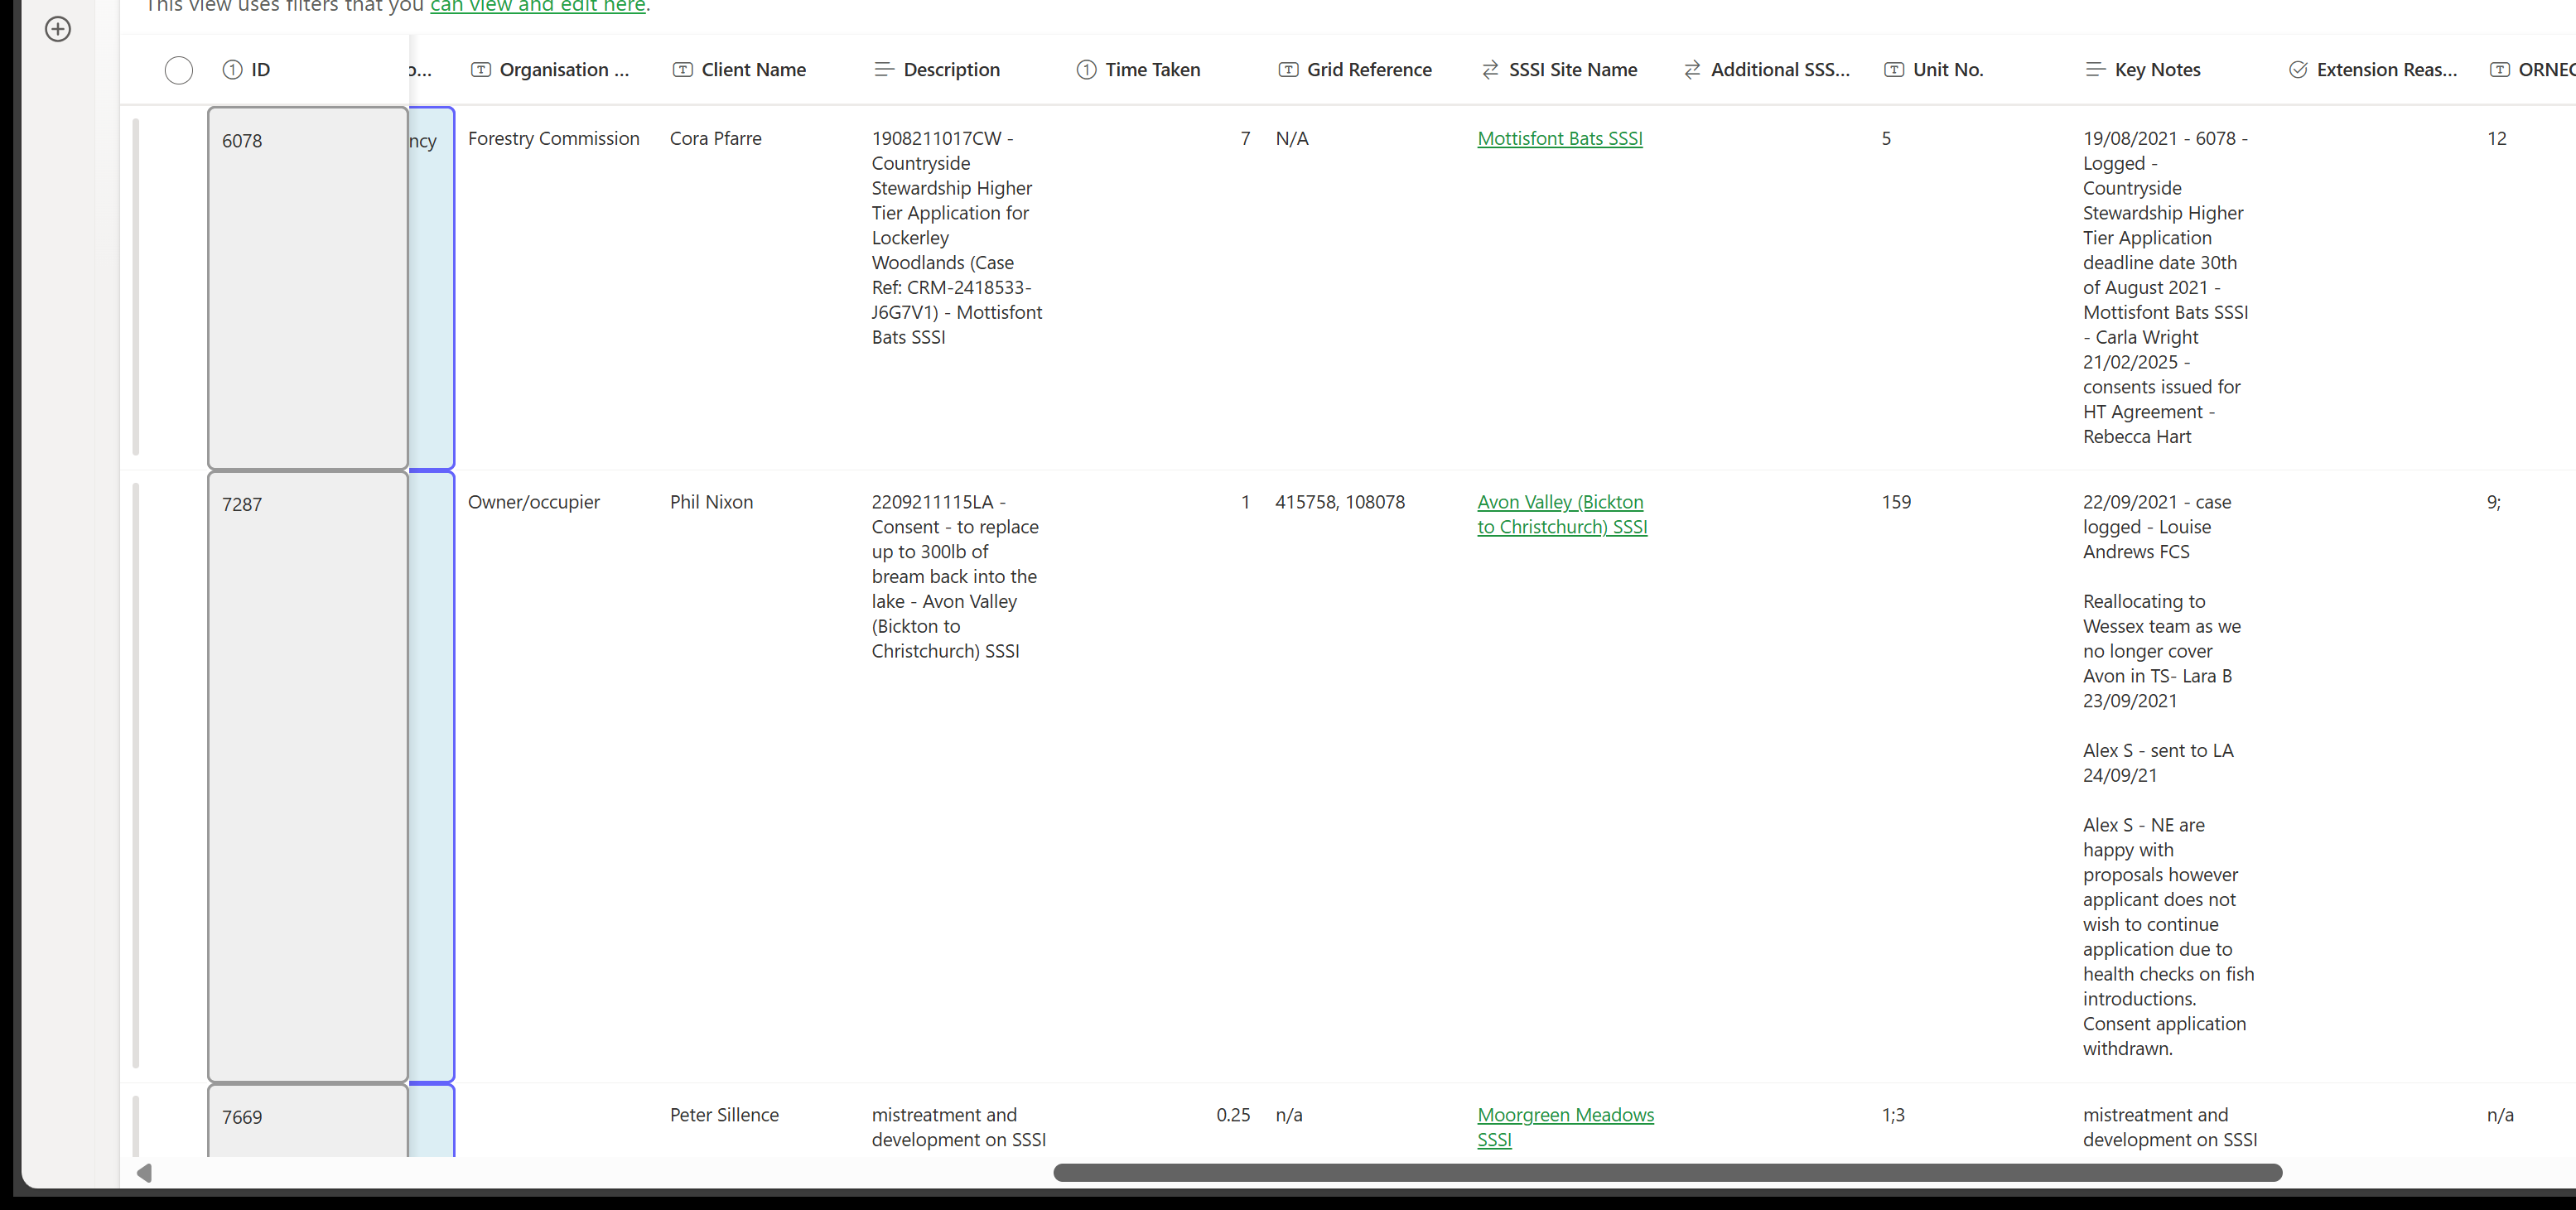 This view uses filters that you can view and edit here.
ID
o...
Organisation ...
Client Name
Description
Time Taken
Grid Reference
SSSI Site Name
Additional SSS...
Unit No.
Key Notes
Extension Reas...
ORNEC
6078
ncy
Forestry Commission
Cora Pfarre
1908211017CW -
Countryside
Stewardship Higher
Tier Application for
Lockerley
Woodlands (Case
Ref: CRM-2418533-
J6G7V1) - Mottisfont
Bats SSSI
7
N/A
Mottisfont Bats SSSI
5
19/08/2021 - 6078 -
Logged -
Countryside
Stewardship Higher
Tier Application
deadline date 30th
of August 2021 -
Mottisfont Bats SSSI
- Carla Wright
21/02/2025 -
consents issued for
HT Agreement -
Rebecca Hart
12
7287
Owner/occupier
Phil Nixon
2209211115LA -
Consent - to replace
up to 300lb of
bream back into the
lake - Avon Valley
(Bickton to
Christchurch) SSSI
1
415758, 108078
Avon Valley (Bickton
to Christchurch) SSSI
159
22/09/2021 - case
logged - Louise
Andrews FCS
Reallocating to
Wessex team as we
no longer cover
Avon in TS- Lara B
23/09/2021
Alex S - sent to LA
24/09/21
Alex S - NE are
happy with
proposals however
applicant does not
wish to continue
application due to
health checks on fish
introductions.
Consent application
withdrawn.
9;
7669
Peter Sillence
mistreatment and
development on SSSI
0.25
n/a
Moorgreen Meadows
SSSI
1;3
mistreatment and
development on SSSI
n/a